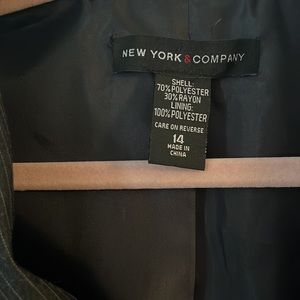 NEW YORK & COMPANY
SHELL:
70% POLYESTER
30% RAYON
LINING:
100% POLYESTER
CARE ON REVERSE
14
MADE IN
CHINA